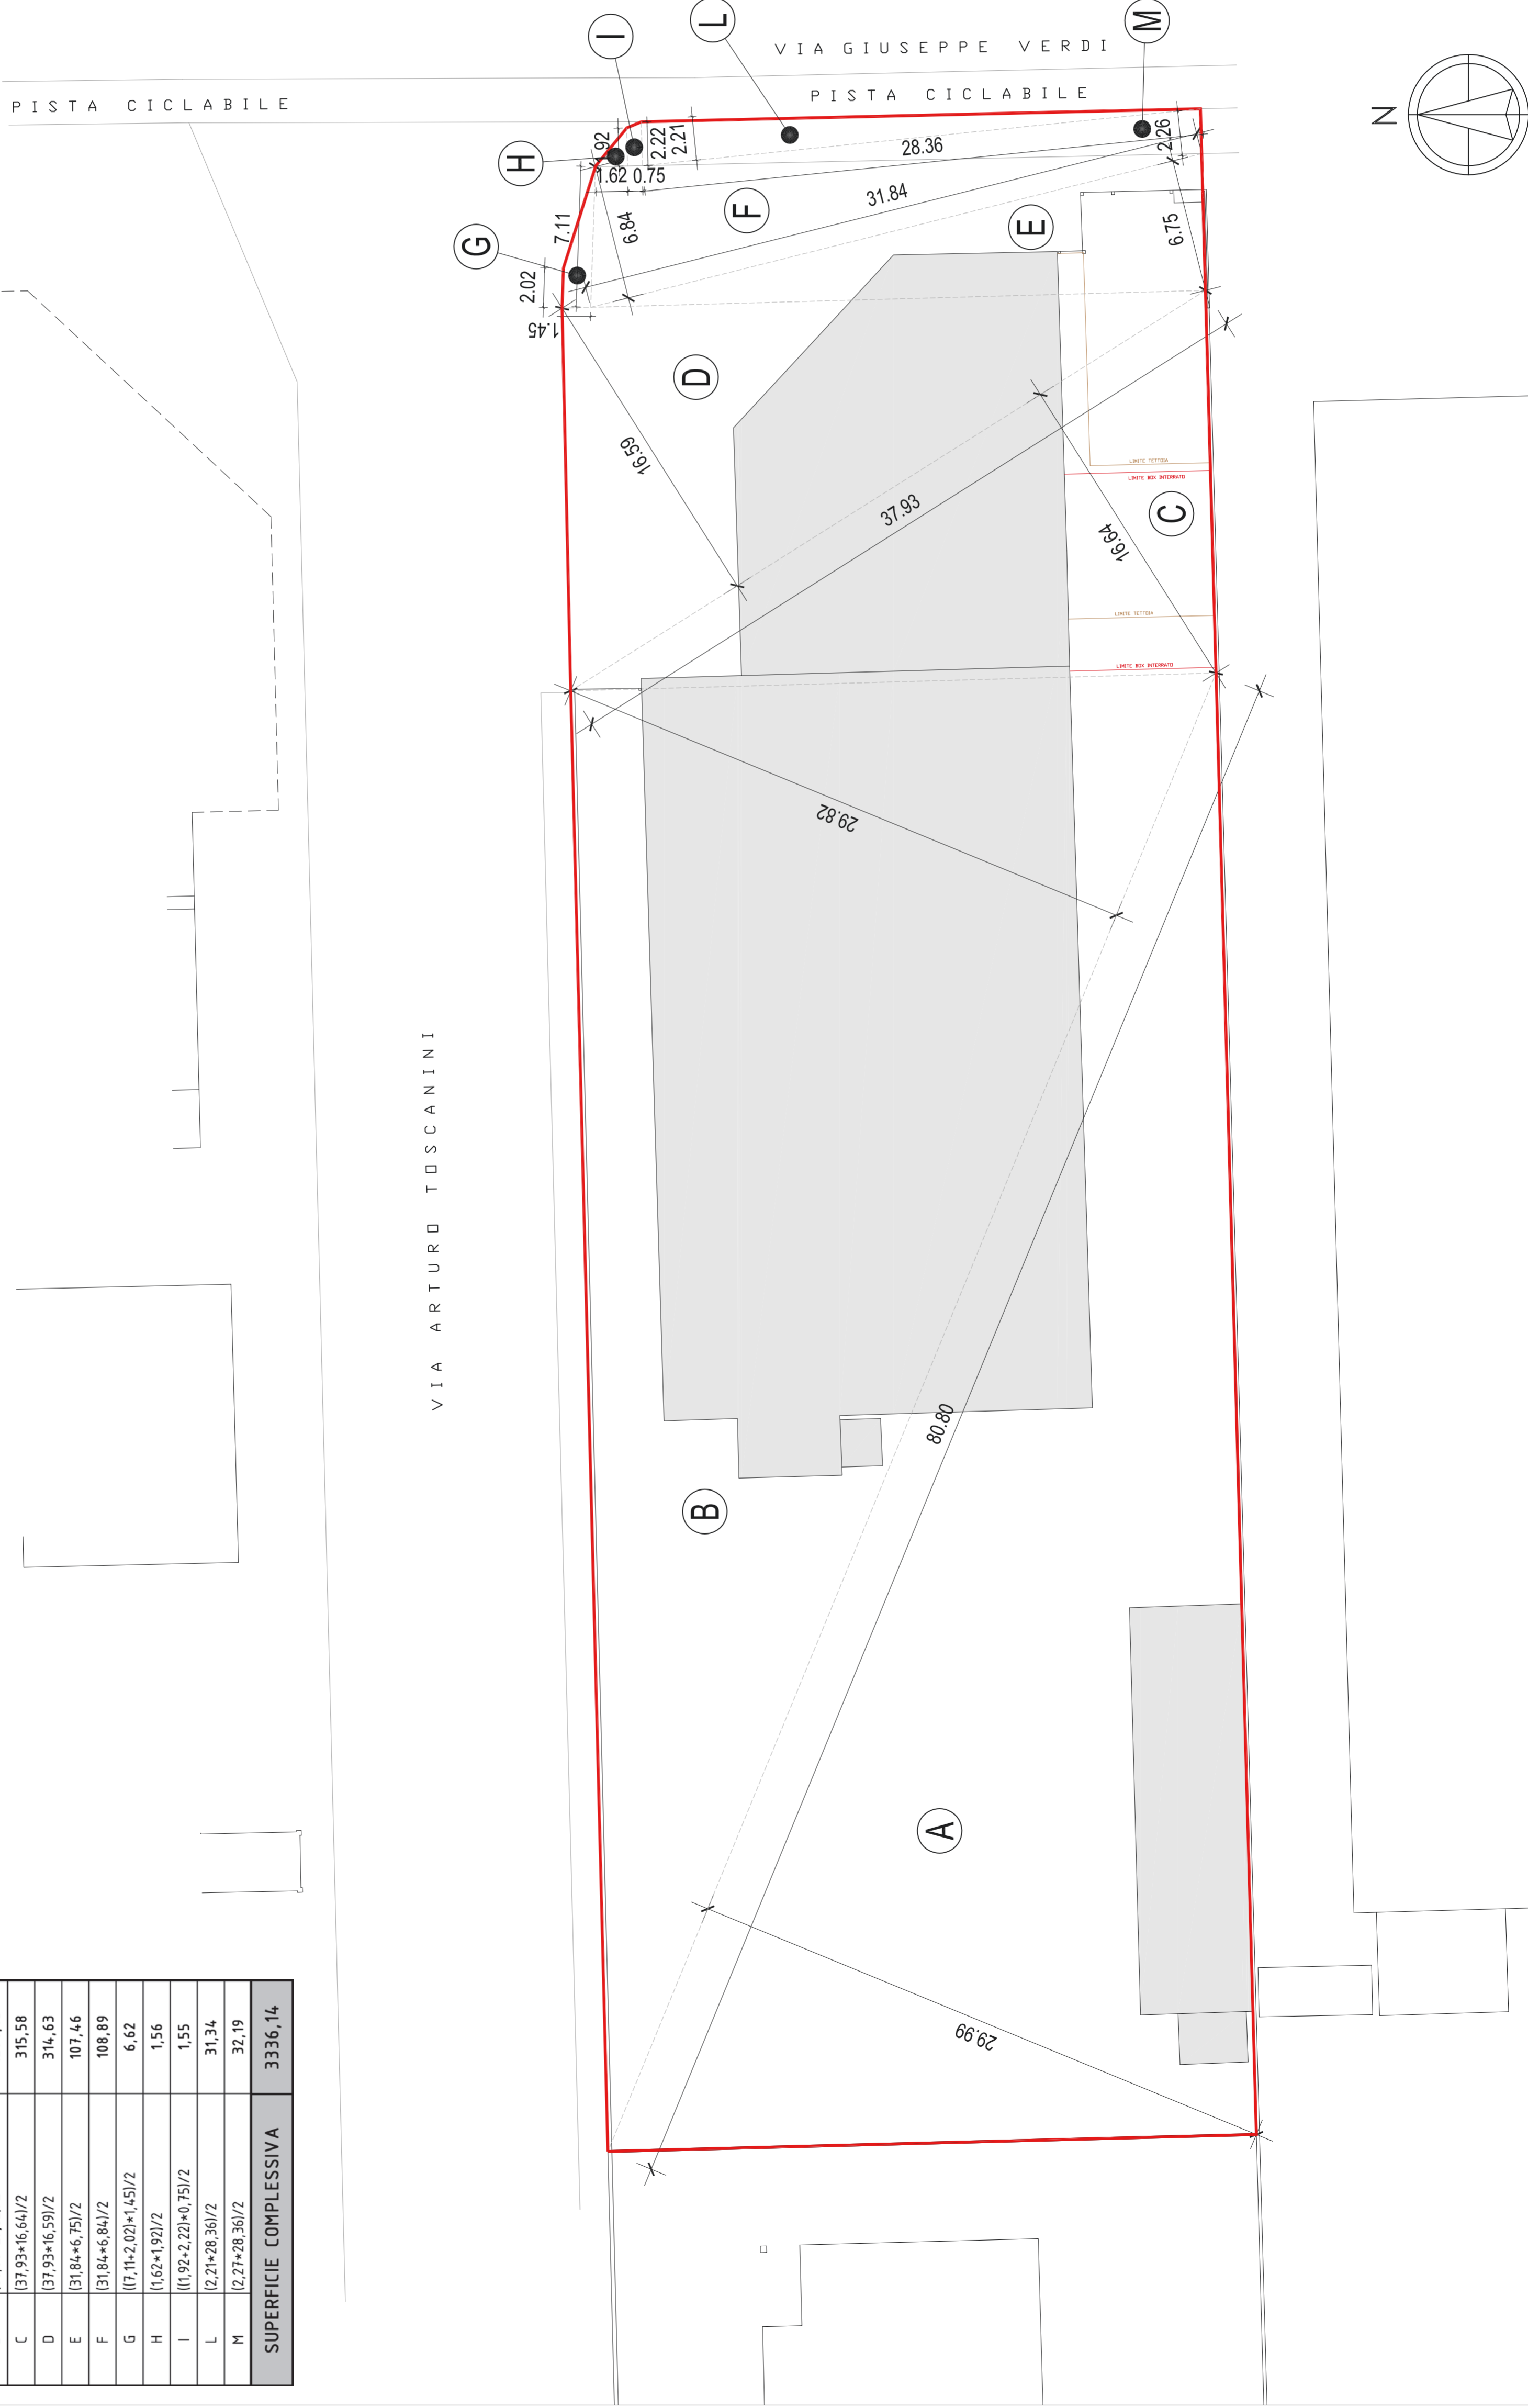 VIA GIUSEPPE VERDI
PISTA CICLABILE
PISTA CICLABILE
N
I
L
M
H
G
F
E
D
C
B
A
1.92
2.22
2.21
28.36
2.26
1.62
0.75
31.84
7.11
6.84
6.75
2.02
1.45
16.59
37.93
16.64
29.82
80.80
29.99
LIMITE TETTOIA
LIMITE BOX INTERRATO
LIMITE TETTOIA
LIMITE BOX INTERRATO
VIA ARTURO TOSCANINI
C (37,93*16,64)/2 315,58
D (37,93*16,59)/2 314,63
E (31,84*6,75)/2 107,46
F (31,84*6,84)/2 108,89
G ((7,11+2,02)*1,45)/2 6,62
H (1,62*1,92)/2 1,56
I ((1,92+2,22)*0,75)/2 1,55
L (2,21*28,36)/2 31,34
M (2,27*28,36)/2 32,19
SUPERFICIE COMPLESSIVA 3336,14